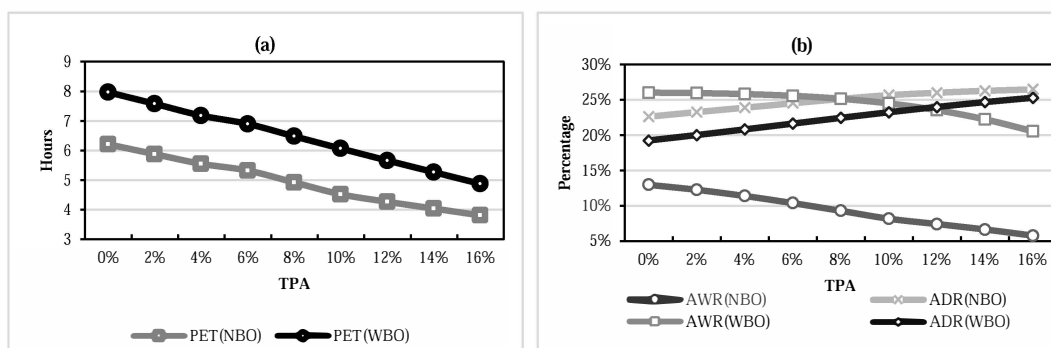 (a)
9
8
7
6
5
4
3
Hours
0% 2% 4% 6% 8% 10% 12% 14% 16%
TPA
PET(NBO) PET(WBO)
(b)
30%
25%
20%
15%
10%
5%
Percentage
0% 2% 4% 6% 8% 10% 12% 14% 16%
TPA
AWR(NBO) ADR(NBO)
AWR(WBO) ADR(WBO)